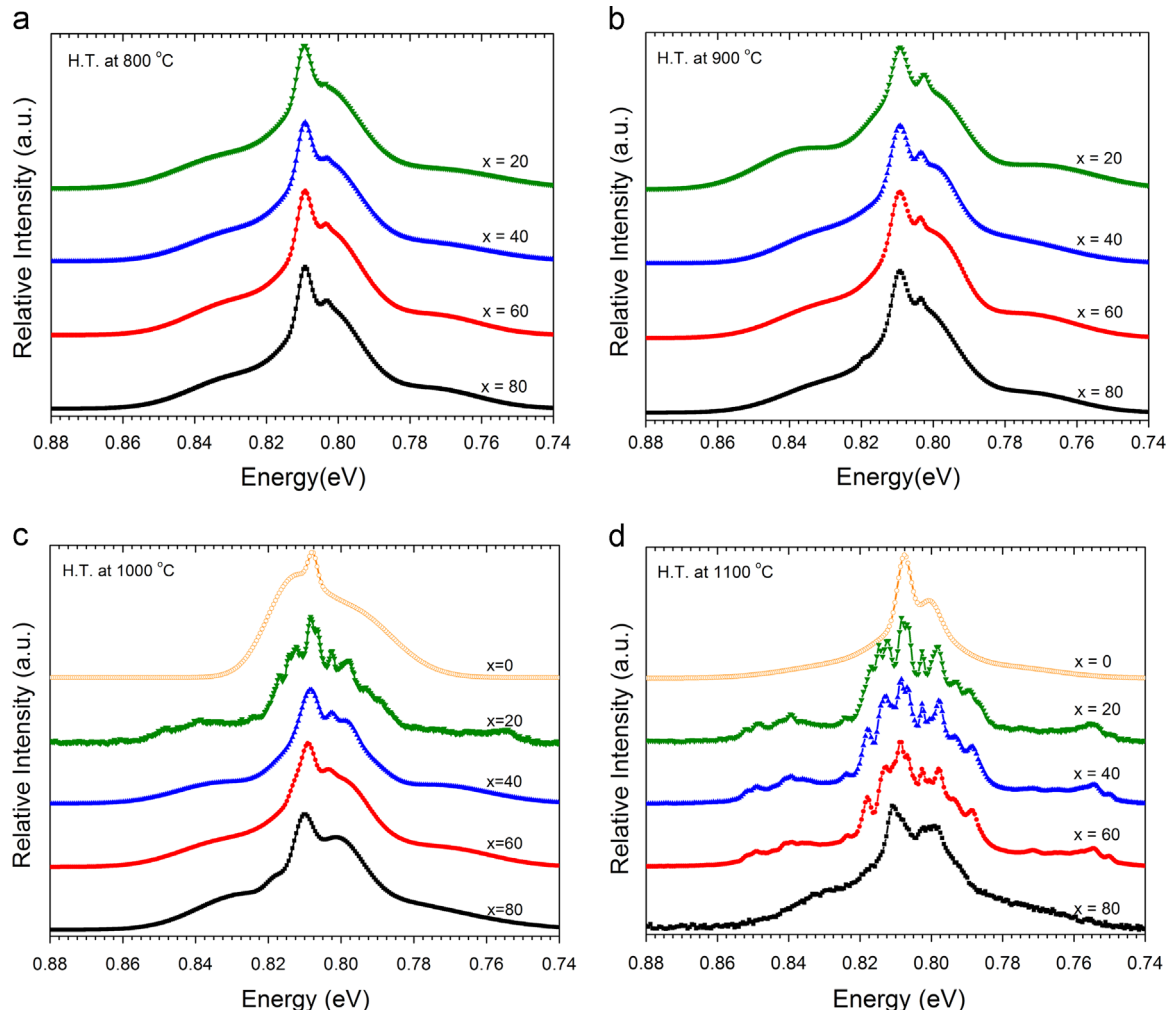 a
H.T. at 800 °C
x = 20
x = 40
x = 60
x = 80
Relative Intensity (a.u.)
0.88 0.86 0.84 0.82 0.80 0.78 0.76 0.74
Energy(eV)
b
H.T. at 900 °C
x = 20
x = 40
x = 60
x = 80
Relative Intensity (a.u.)
0.88 0.86 0.84 0.82 0.80 0.78 0.76 0.74
Energy(eV)
c
H.T. at 1000 °C
x=0
x=20
x=40
x=60
x=80
Relative Intensity (a.u.)
0.88 0.86 0.84 0.82 0.80 0.78 0.76 0.74
Energy (eV)
d
H.T. at 1100 °C
x = 0
x = 20
x = 40
x = 60
x = 80
Relative Intensity (a.u.)
0.88 0.86 0.84 0.82 0.80 0.78 0.76 0.74
Energy (eV)